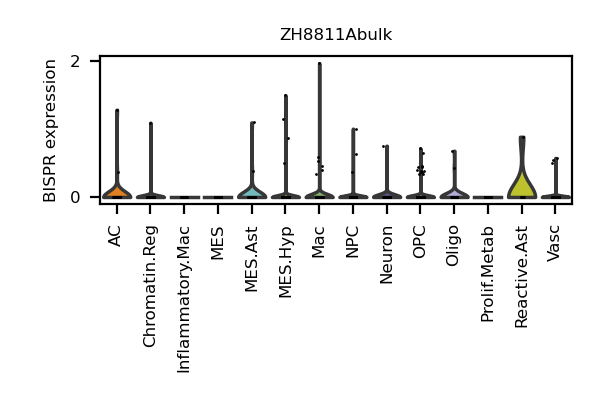 ZH8811Abulk
BISPR expression
2
0
AC
Chromatin.Reg
Inflammatory.Mac
MES
MES.Ast
MES.Hyp
Mac
NPC
Neuron
OPC
Oligo
Prolif.Metab
Reactive.Ast
Vasc